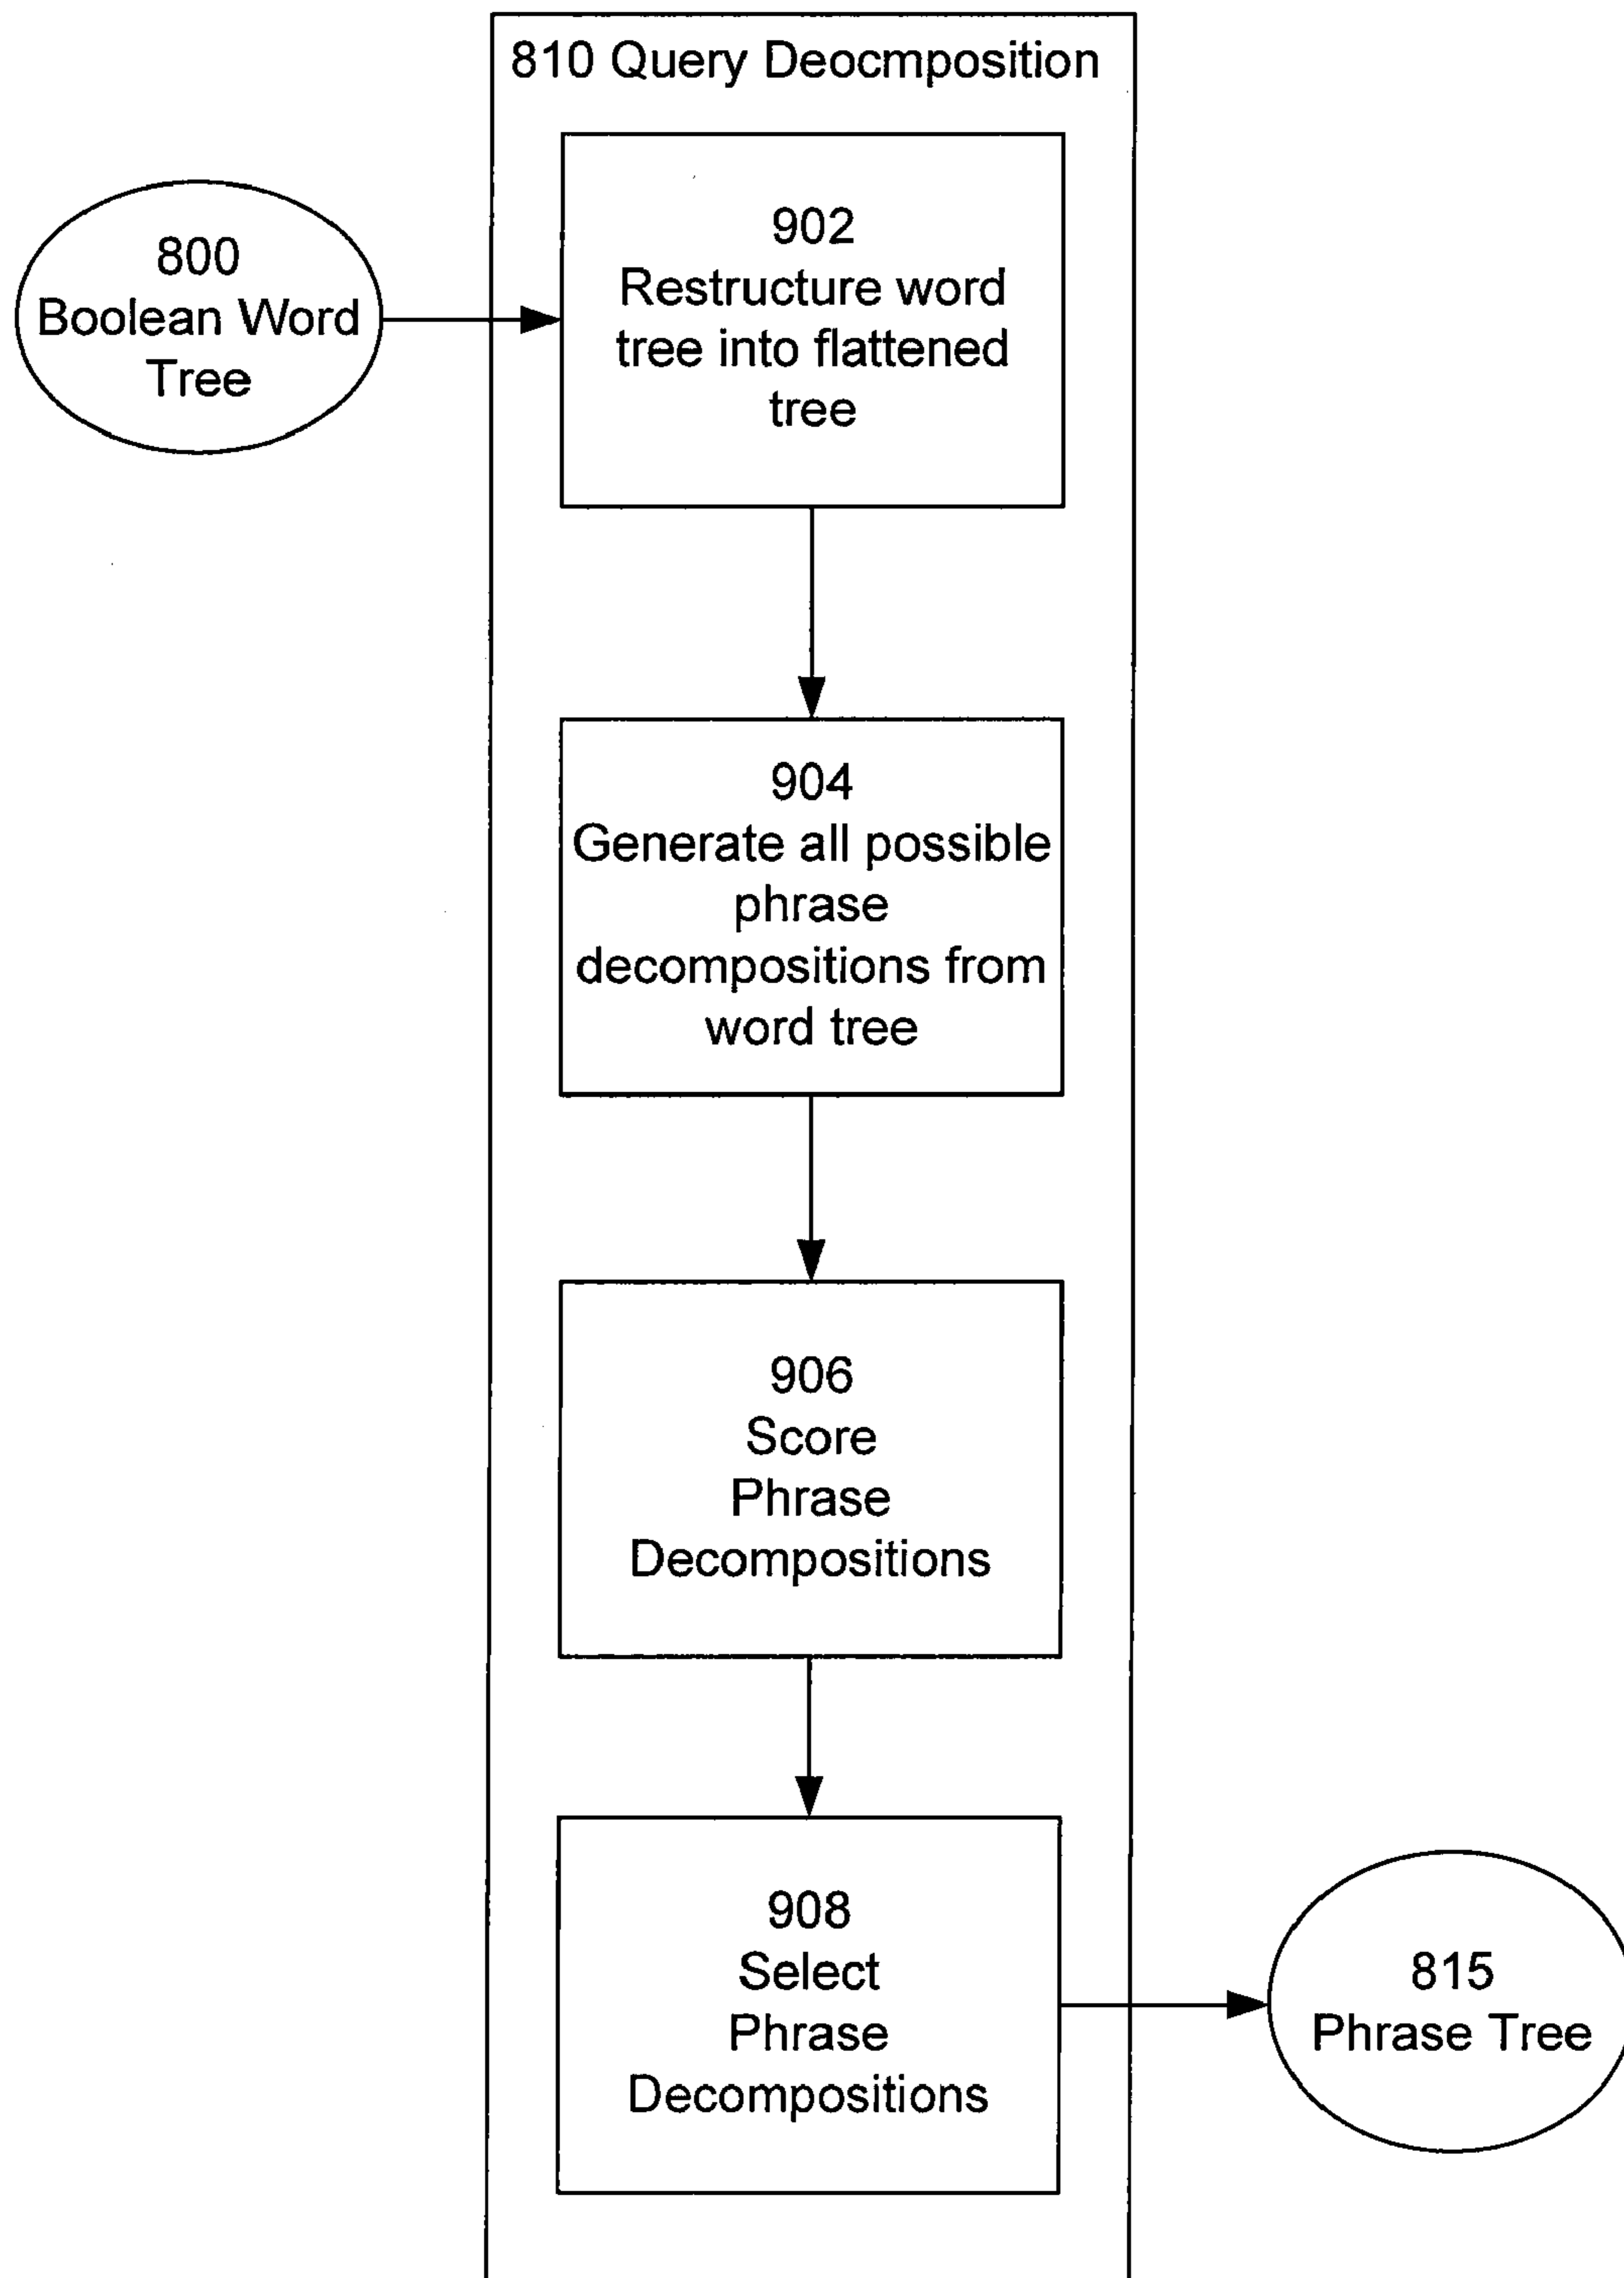 810 Query Deocmposition
800
Boolean Word
Tree
902
Restructure word
tree into flattened
tree
904
Generate all possible
phrase
decompositions from
word tree
906
Score
Phrase
Decompositions
908
Select
Phrase
Decompositions
815
Phrase Tree